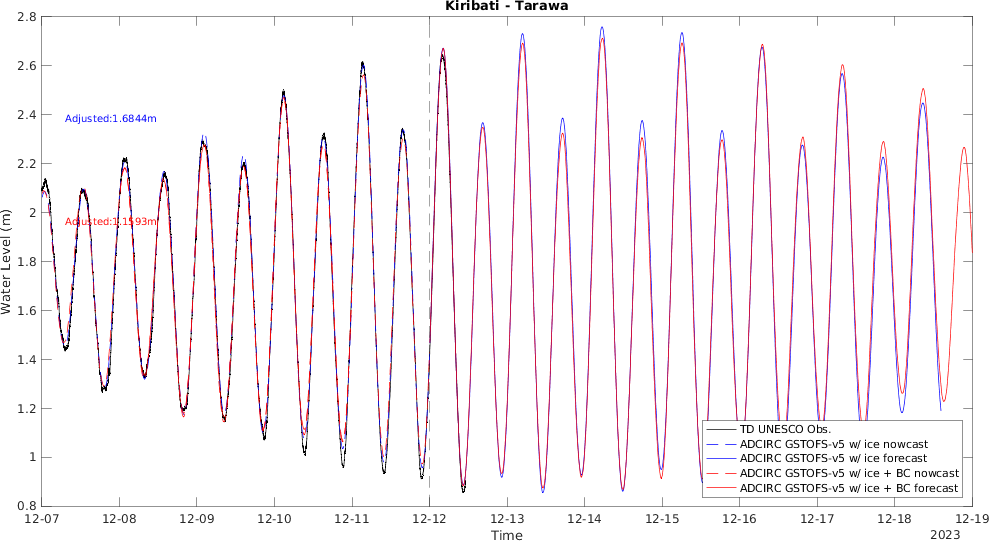 Kiribati - Tarawa
Water Level (m)
2.8
2.6
2.4
2.2
2
1.8
1.6
1.4
1.2
1
0.8
Adjusted:1.6844m
Adjusted:1.1593m
TD UNESCO Obs.
ADCIRC GSTOFS-v5 w/ ice nowcast
ADCIRC GSTOFS-v5 w/ ice forecast
ADCIRC GSTOFS-v5 w/ ice + BC nowcast
ADCIRC GSTOFS-v5 w/ ice + BC forecast
12-07 12-08 12-09 12-10 12-11 12-12 12-13 12-14 12-15 12-16 12-17 12-18 12-19
Time
2023